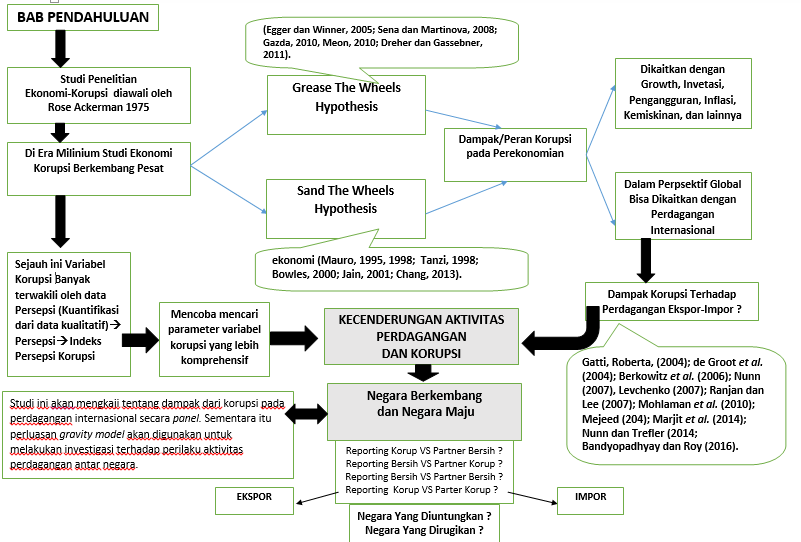 BAB PENDAHULUAN
(Egger dan Winner, 2005; Sena dan Martinova, 2008;
Gazda, 2010, Meon, 2010; Dreher dan Gassebner,
2011).
Studi Penelitian
Ekonomi-Korupsi diawali oleh
Rose Ackerman 1975
Grease The Wheels
Hypothesis
Dikaitkan dengan
Growth, Invetasi,
Pengangguran, Inflasi,
Kemiskinan, dan lainnya
Di Era Milinium Studi Ekonomi
Korupsi Berkembang Pesat
Dampak/Peran Korupsi
pada Perekonomian
Sand The Wheels
Hypothesis
Dalam Perpsektif Global
Bisa Dikaitkan dengan
Perdagangan
Internasional
ekonomi (Mauro, 1995, 1998; Tanzi, 1998;
Bowles, 2000; Jain, 2001; Chang, 2013).
Sejauh ini Variabel
Korupsi Banyak
terwakili oleh data
Persepsi (Kuantifikasi
dari data kualitatif)→
Persepsi→Indeks
Persepsi Korupsi
Mencoba mencari
parameter variabel
korupsi yang lebih
komprehensif
KECENDERUNGAN AKTIVITAS
PERDAGANGAN
DAN KORUPSI
Dampak Korupsi Terhadap
Perdagangan Ekspor-Impor ?
Gatti, Roberta, (2004); de Groot et al.
(2004); Berkowitz et al. (2006); Nunn
(2007), Levchenko (2007); Ranjan dan
Lee (2007); Mohlaman et al. (2010);
Mejeed (204); Marjit et al. (2014);
Nunn dan Trefler (2014;
Bandyopadhyay dan Roy (2016).
Studi ini akan mengkaji tentang dampak dari korupsi pada
perdagangan internasional secara panel. Sementara itu
perluasan gravity model akan digunakan untuk
melakukan investigasi terhadap perilaku aktivitas
perdagangan antar negara.
Negara Berkembang
dan Negara Maju
Reporting Korup VS Partner Bersih ?
Reporting Bersih VS Partner Korup ?
Reporting Bersih VS Partner Bersih ?
Reporting Korup VS Parter Korup ?
EKSPOR
IMPOR
Negara Yang Diuntungkan ?
Negara Yang Dirugikan ?